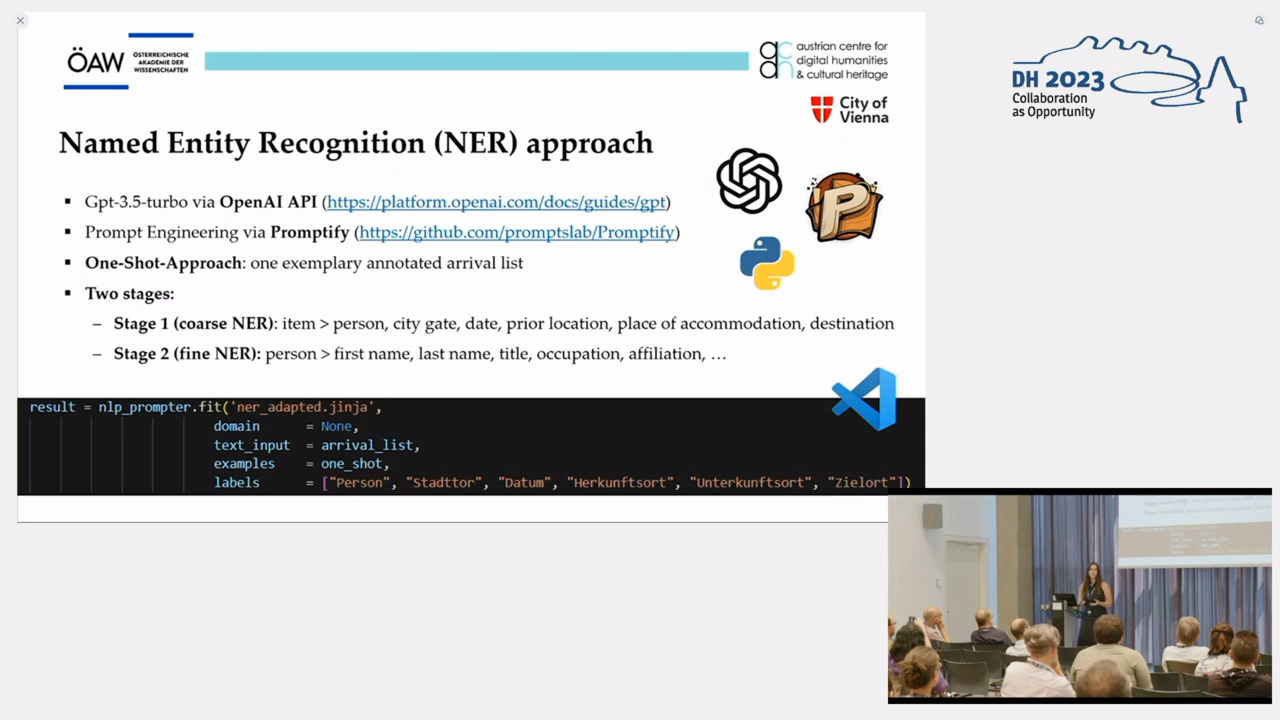 ÖAW
ÖSTERREICHISCHE
AKADEMIE DER
WISSENSCHAFTEN
austrian centre for
digital humanities
& cultural heritage
City of
Vienna
DH 2023
Collaboration
as Opportunity
Named Entity Recognition (NER) approach
▪ Gpt-3.5-turbo via OpenAI API (https://platform.openai.com/docs/guides/gpt)
▪ Prompt Engineering via Promptify (https://github.com/promptslab/Promptify)
▪ One-Shot-Approach: one exemplary annotated arrival list
▪ Two stages:
– Stage 1 (coarse NER): item > person, city gate, date, prior location, place of accommodation, destination
– Stage 2 (fine NER): person > first name, last name, title, occupation, affiliation, …
P
result = nlp_prompter.fit('ner_adapted.jinja',
domain = None,
text_input = arrival_list,
examples = one_shot,
labels = ["Person", "Stadttor", "Datum", "Herkunftsort", "Unterkunftsort", "Zielort"])